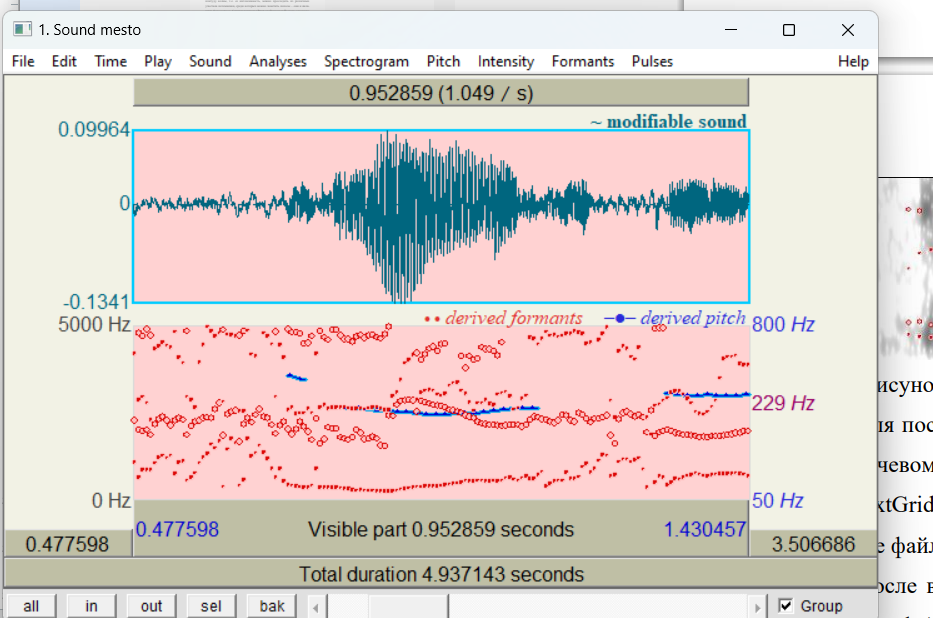 1. Sound mesto
File Edit Time Play Sound Analyses Spectrogram Pitch Intensity Formants Pulses Help
0.952859 (1.049 / s)
~ modifiable sound
0.09964
0
-0.1341
derived formants derived pitch
5000 Hz 800 Hz
229 Hz
0 Hz 50 Hz
0.477598 Visible part 0.952859 seconds 1.430457
0.477598 3.506686
Total duration 4.937143 seconds
all in out sel bak Group
исуно
ля пос
чевом
xtGrid
е файл
осле в